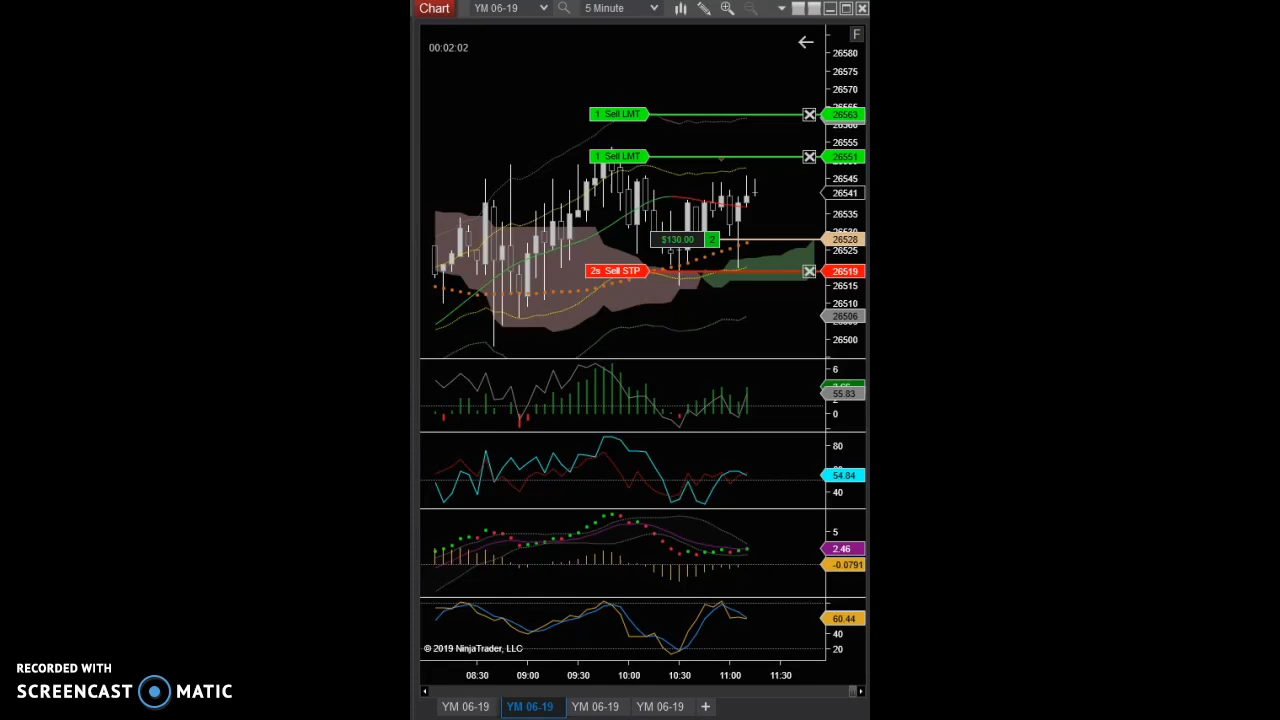 Chart
YM 06-19
5 Minute
00:02:02
F
26580
26575
26570
1 Sell LMT
26563
26555
1 Sell LMT
26551
26545
26541
26535
$130.00
2
26528
26525
2s Sell STP
26519
26515
26510
26506
26500
6
55.83
0
80
54.84
40
5
2.46
-0.0791
60.44
40
20
© 2019 NinjaTrader, LLC
08:30
09:00
09:30
10:00
10:30
11:00
11:30
YM 06-19
YM 06-19
YM 06-19
YM 06-19
+
RECORDED WITH
SCREENCAST MATIC